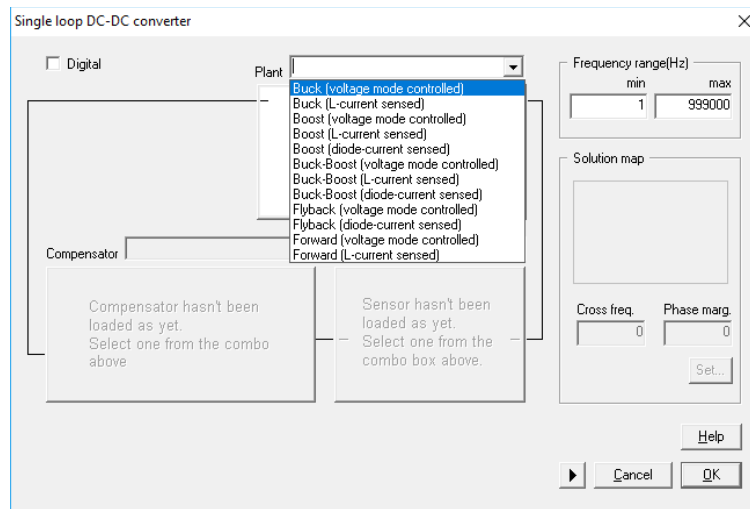 Single loop DC-DC converter
Digital
Plant
Buck (voltage mode controlled)
Buck (L-current sensed)
Boost (voltage mode controlled)
Boost (L-current sensed)
Boost (diode-current sensed)
Buck-Boost (voltage mode controlled)
Buck-Boost (L-current sensed)
Buck-Boost (diode-current sensed)
Flyback (voltage mode controlled)
Flyback (diode-current sensed)
Forward (voltage mode controlled)
Forward (L-current sensed)
Compensator
Compensator hasn't been
loaded as yet.
Select one from the combo
above
Sensor hasn't been
loaded as yet.
Select one from the
combo box above.
Frequency range(Hz)
min max
1 999000
Solution map
Cross freq. Phase marg.
0 0
Set...
Help
Cancel OK